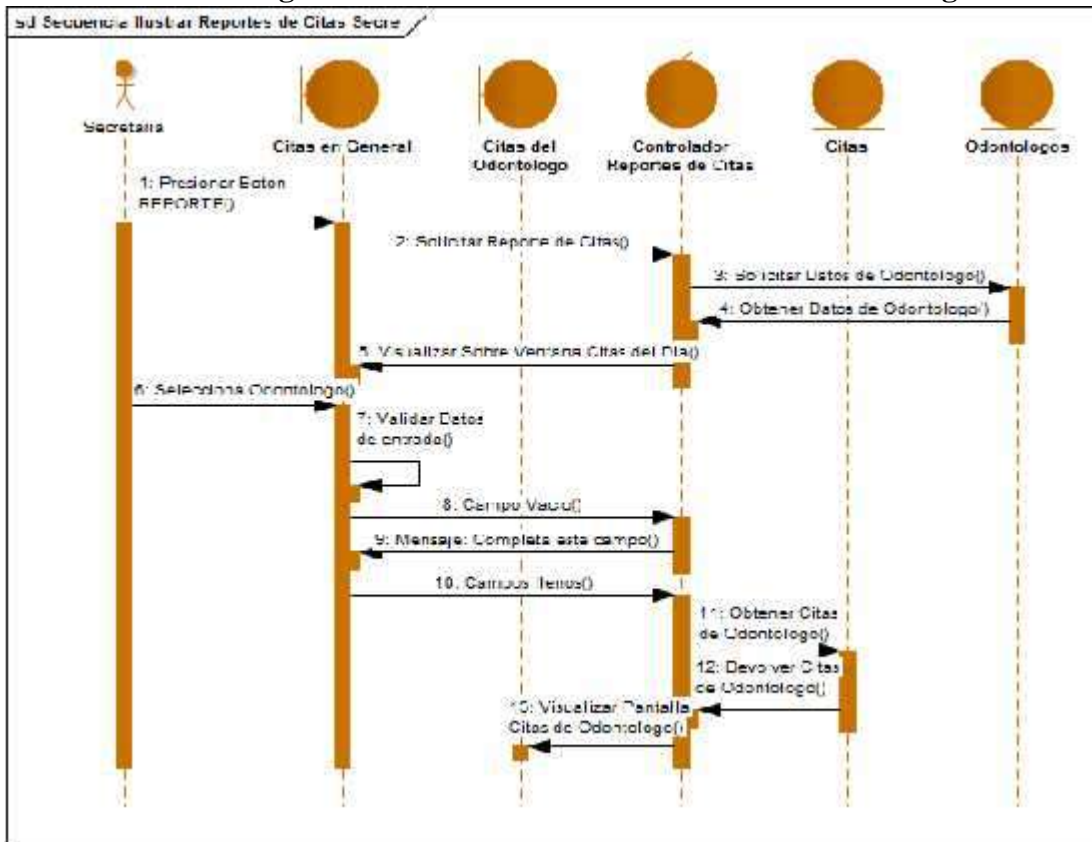 sd Secuencia Ilustrar Reportes de Citas Secre
Secretaria
Citas en General
Citas del
Odontologo
Controlador
Reportes de Citas
Citas
Odontologos
1: Presionar Boton
REPORTE()
2: Solicitar Reporte de Citas()
3: Solicitar Datos de Odontologo()
4: Obtener Datos de Odontologo()
5: Visualizar Sobre Ventana Citas del Dia()
6: Selecciona Odontologo()
7: Validar Datos
de entrada()
8: Campo Vacio()
9: Mensaje: Completa este campo()
10: Campos llenos()
11: Obtener Citas
de Odontologo()
12: Devolver Citas
de Odontologo()
13: Visualizar Pantalla
Citas de Odontologo()